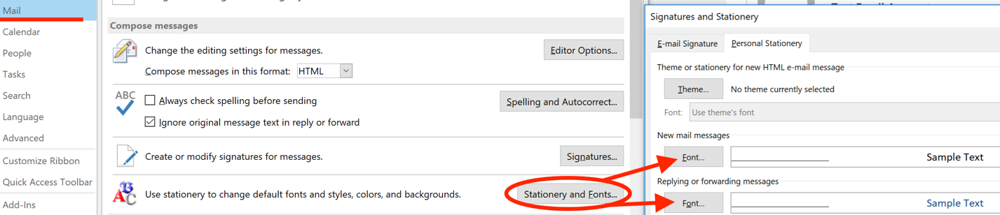 Mail
Calendar
People
Tasks
Search
Language
Advanced
Customize Ribbon
Quick Access Toolbar
Add-Ins
Compose messages
Change the editing settings for messages.
Editor Options...
Compose messages in this format:
HTML
ABC
Always check spelling before sending
Spelling and Autocorrect...
Ignore original message text in reply or forward
Create or modify signatures for messages.
Signatures...
ABC
Use stationery to change default fonts and styles, colors, and backgrounds.
Stationery and Fonts...
Signatures and Stationery
E-mail Signature
Personal Stationery
Theme or stationery for new HTML e-mail message
Theme...
No theme currently selected
Font:
Use theme's font
New mail messages
Font...
Sample Text
Replying or forwarding messages
Font...
Sample Text